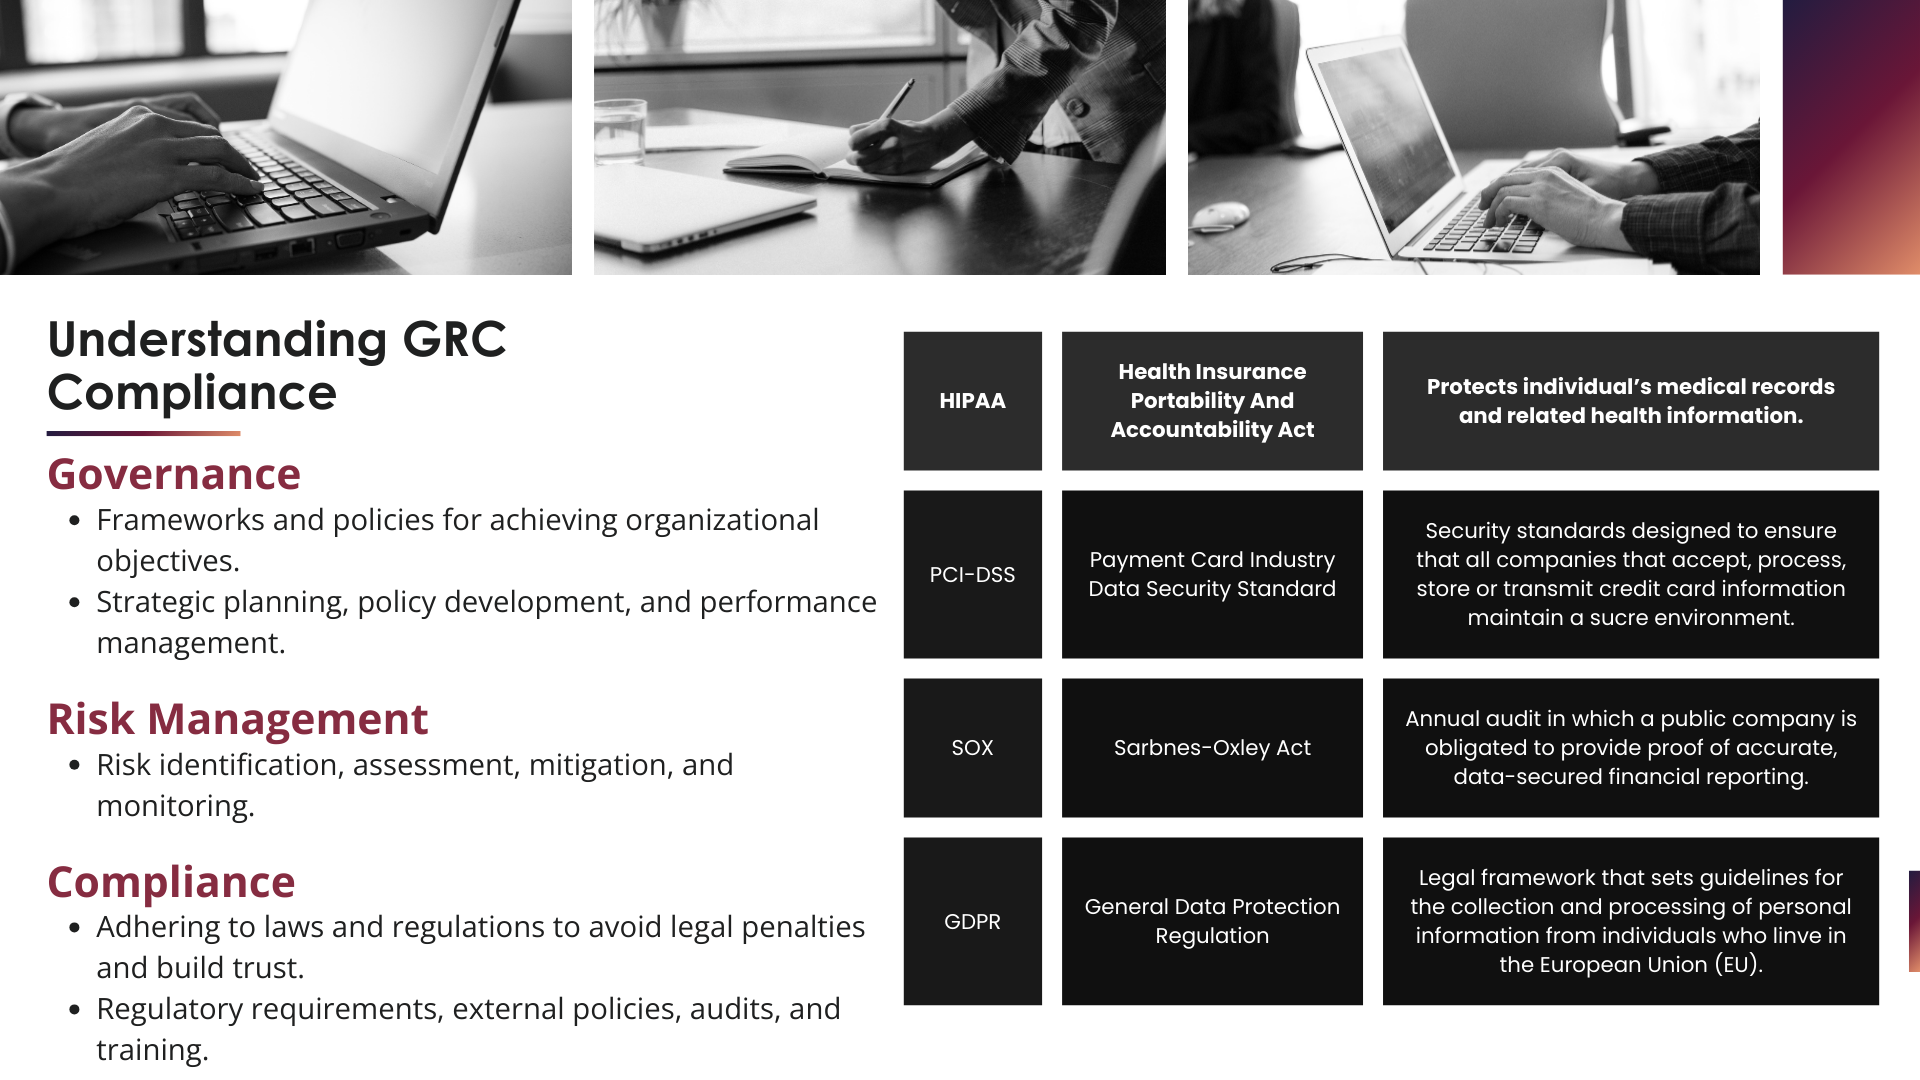 Understanding GRC
Compliance
Governance
• Frameworks and policies for achieving organizational
objectives.
• Strategic planning, policy development, and performance
management.
Risk Management
• Risk identification, assessment, mitigation, and
monitoring.
Compliance
• Adhering to laws and regulations to avoid legal penalties
and build trust.
• Regulatory requirements, external policies, audits, and
training.
HIPAA
Health Insurance
Portability And
Accountability Act
Protects individual’s medical records
and related health information.
PCI-DSS
Payment Card Industry
Data Security Standard
Security standards designed to ensure
that all companies that accept, process,
store or transmit credit card information
maintain a sucre environment.
SOX
Sarbnes-Oxley Act
Annual audit in which a public company is
obligated to provide proof of accurate,
data-secured financial reporting.
GDPR
General Data Protection
Regulation
Legal framework that sets guidelines for
the collection and processing of personal
information from individuals who linve in
the European Union (EU).